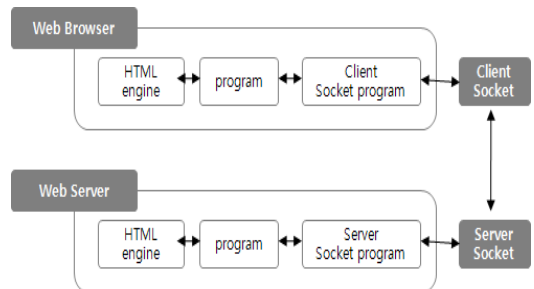 Web Browser
HTML
engine
program
Client
Socket program
Client
Socket
Web Server
HTML
engine
program
Server
Socket program
Server
Socket